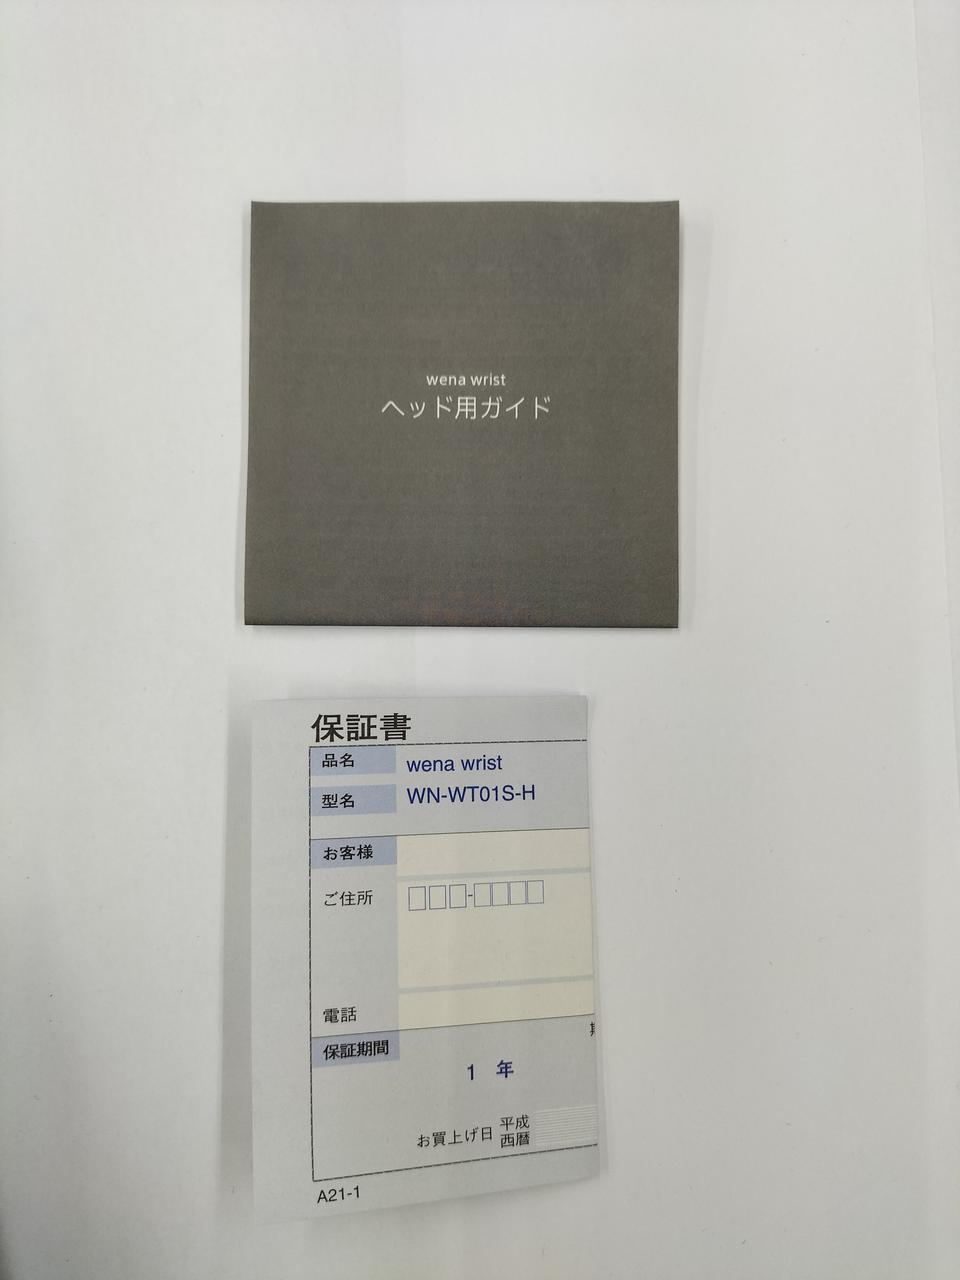 wena wrist
ヘッド用ガイド
保証書
品名 wena wrist
型名 WN-WT01S-H
お客様
ご住所
電話
保証期間
1 年
お買上げ日 平成
西暦
A21-1